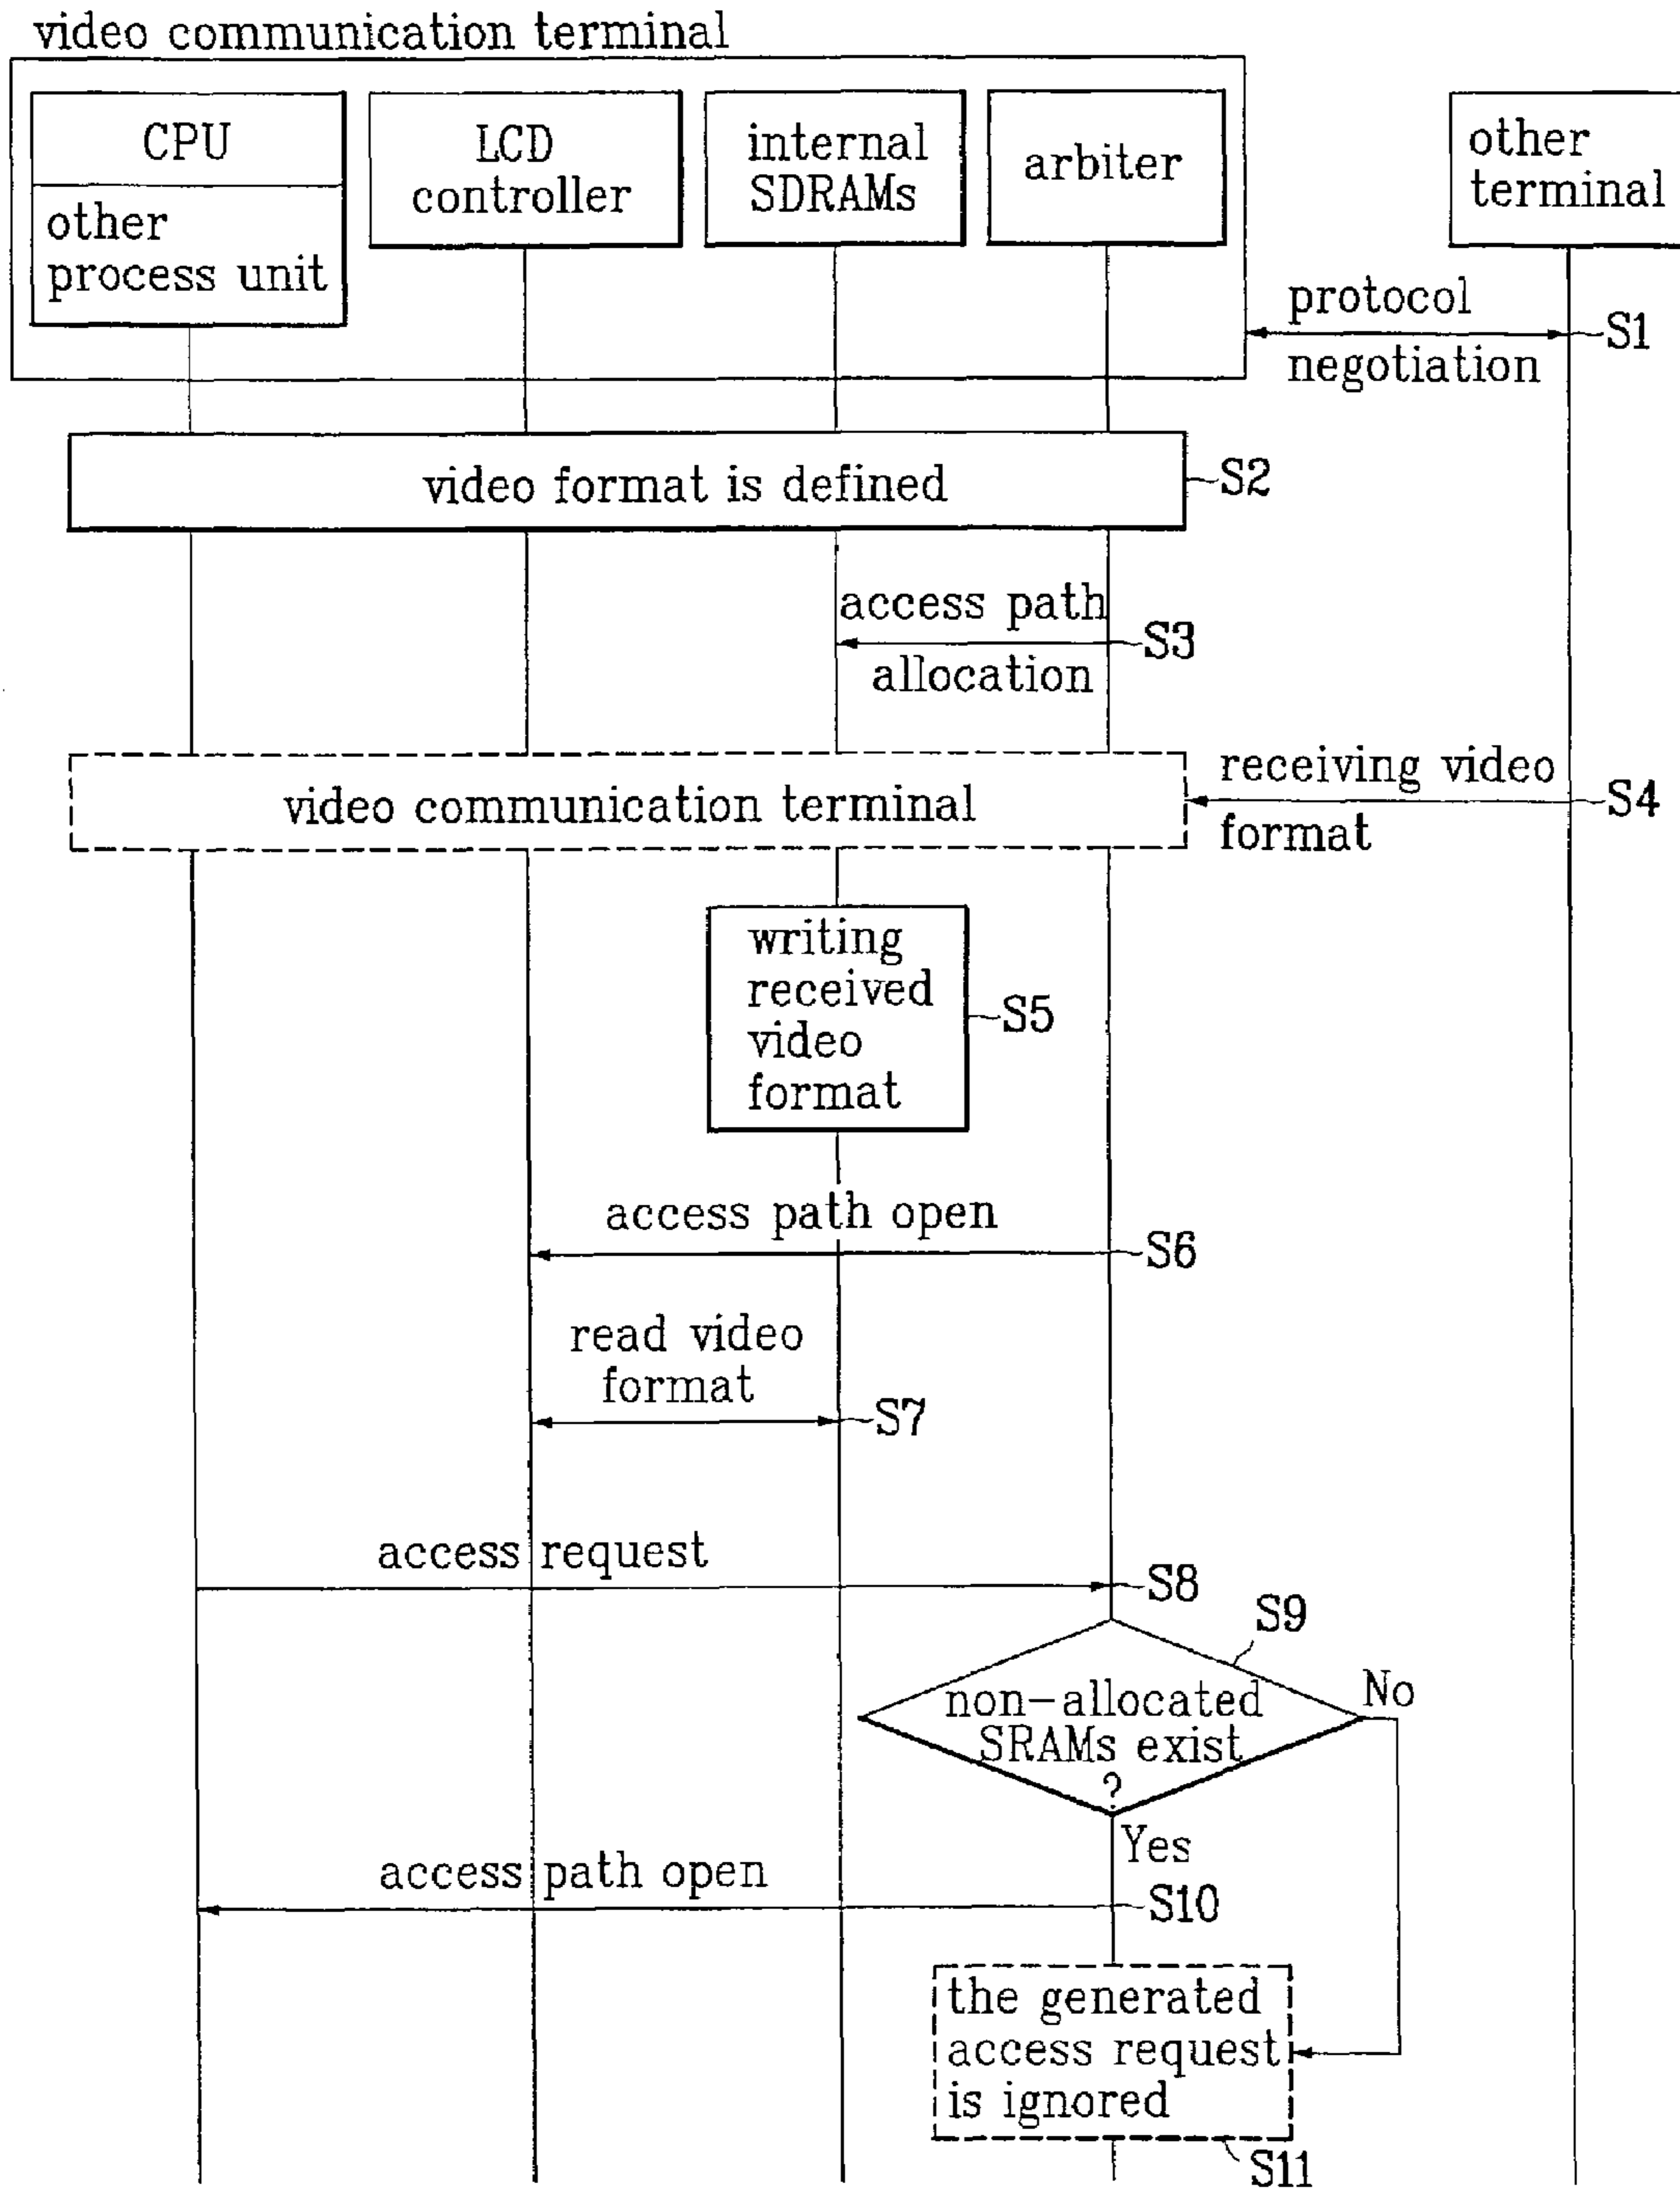 video communication terminal
CPU
other
process unit
LCD
controller
internal
SDRAMs
arbiter
other
terminal
protocol
negotiation
S1
video format is defined
S2
access path
allocation
S3
video communication terminal
receiving video
format
S4
writing
received
video
format
S5
access path open
S6
read video
format
S7
access request
S8
S9
non-allocated
SRAMs exist
?
No
Yes
access path open
S10
the generated
access request
is ignored
S11